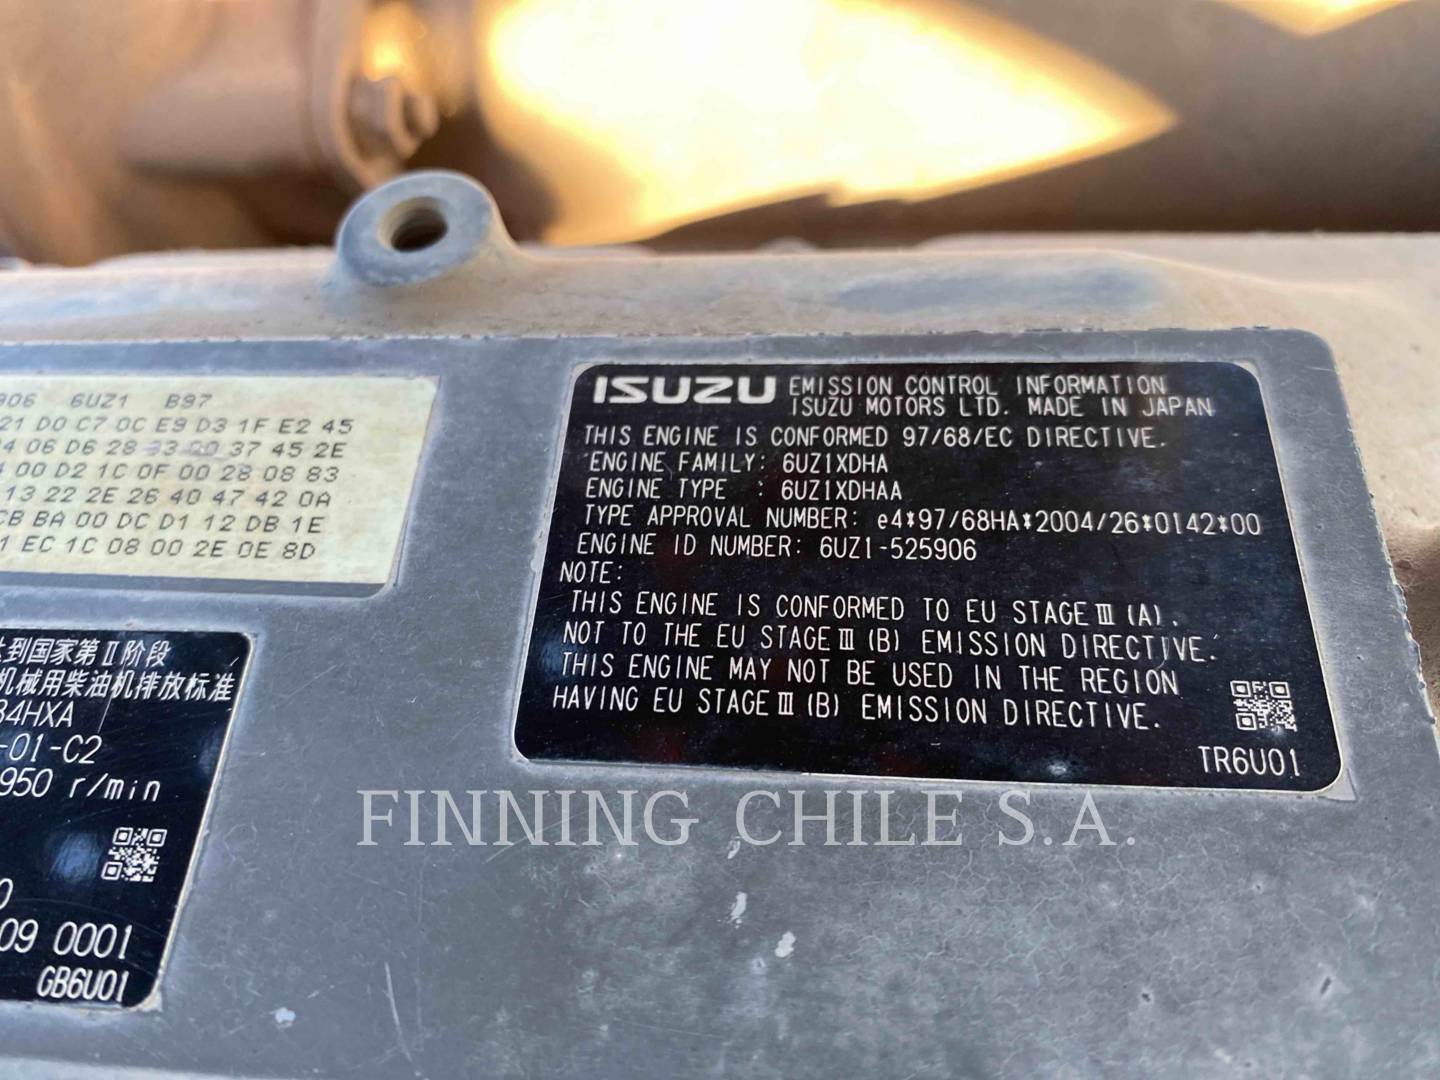 906 6UZ1 B97
21 D0 C7 0C E9 D3 1F E2 45
06 D6 28 33 00 37 45 2E
00 D2 1C 0F 00 28 08 83
13 22 2E 26 40 47 42 0A
CB BA 00 DC D1 12 DB 1E
1 EC 1C 08 00 2E 0E 8D
达到国家第Ⅱ阶段
机械用柴油机排放标准
34HXA
-01-C2
950 r/min
0
09 0001
GB6U01
ISUZU EMISSION CONTROL INFORMATION
ISUZU MOTORS LTD. MADE IN JAPAN
THIS ENGINE IS CONFORMED 97/68/EC DIRECTIVE.
ENGINE FAMILY: 6UZ1XDHA
ENGINE TYPE : 6UZ1XDHAA
TYPE APPROVAL NUMBER: e4*97/68HA*2004/26*0142*00
ENGINE ID NUMBER: 6UZ1-525906
NOTE:
THIS ENGINE IS CONFORMED TO EU STAGE Ⅲ (A).
NOT TO THE EU STAGE Ⅲ (B) EMISSION DIRECTIVE.
THIS ENGINE MAY NOT BE USED IN THE REGION
HAVING EU STAGE Ⅲ (B) EMISSION DIRECTIVE.
TR6U01
FINNING CHILE S.A.